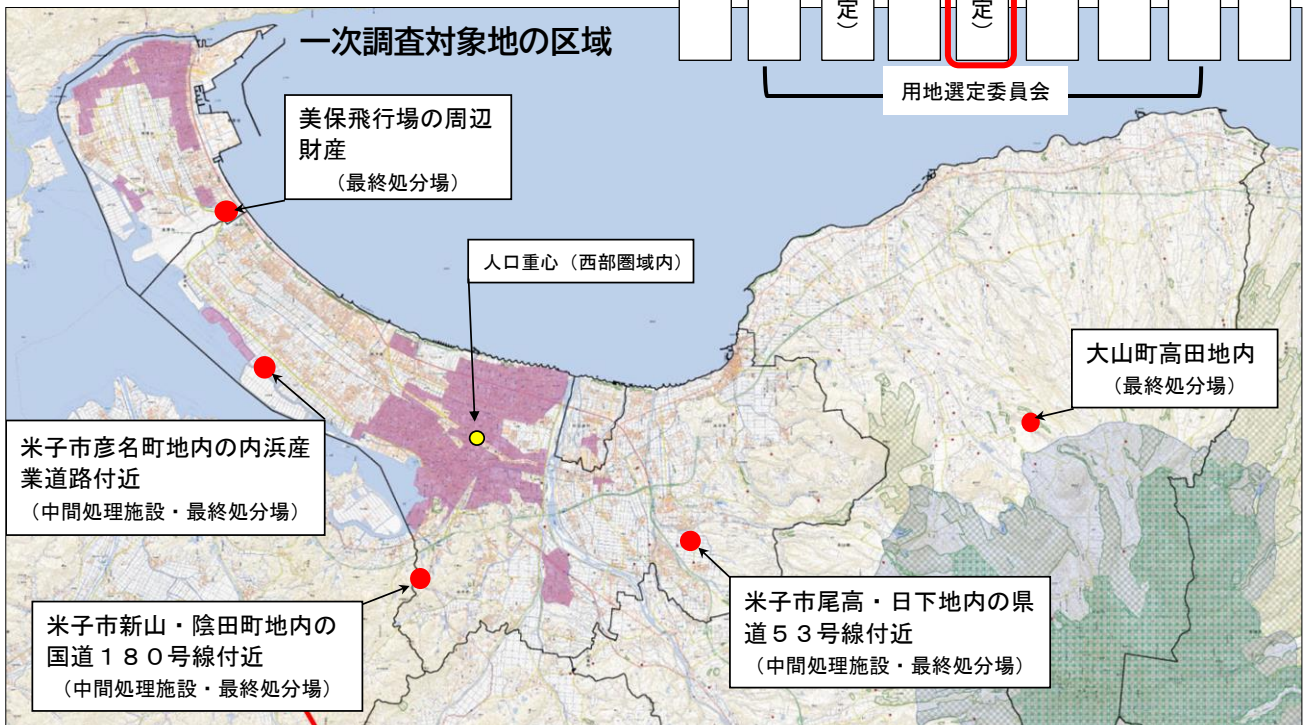 定）
定）
用地選定委員会
一次調査対象地の区域
美保飛行場の周辺
財産
（最終処分場）
人口重心（西部圏域内）
大山町高田地内
（最終処分場）
米子市彦名町地内の内浜産
業道路付近
（中間処理施設・最終処分場）
米子市新山・陰田町地内の
国道１８０号線付近
（中間処理施設・最終処分場）
米子市尾高・日下地内の県
道５３号線付近
（中間処理施設・最終処分場）